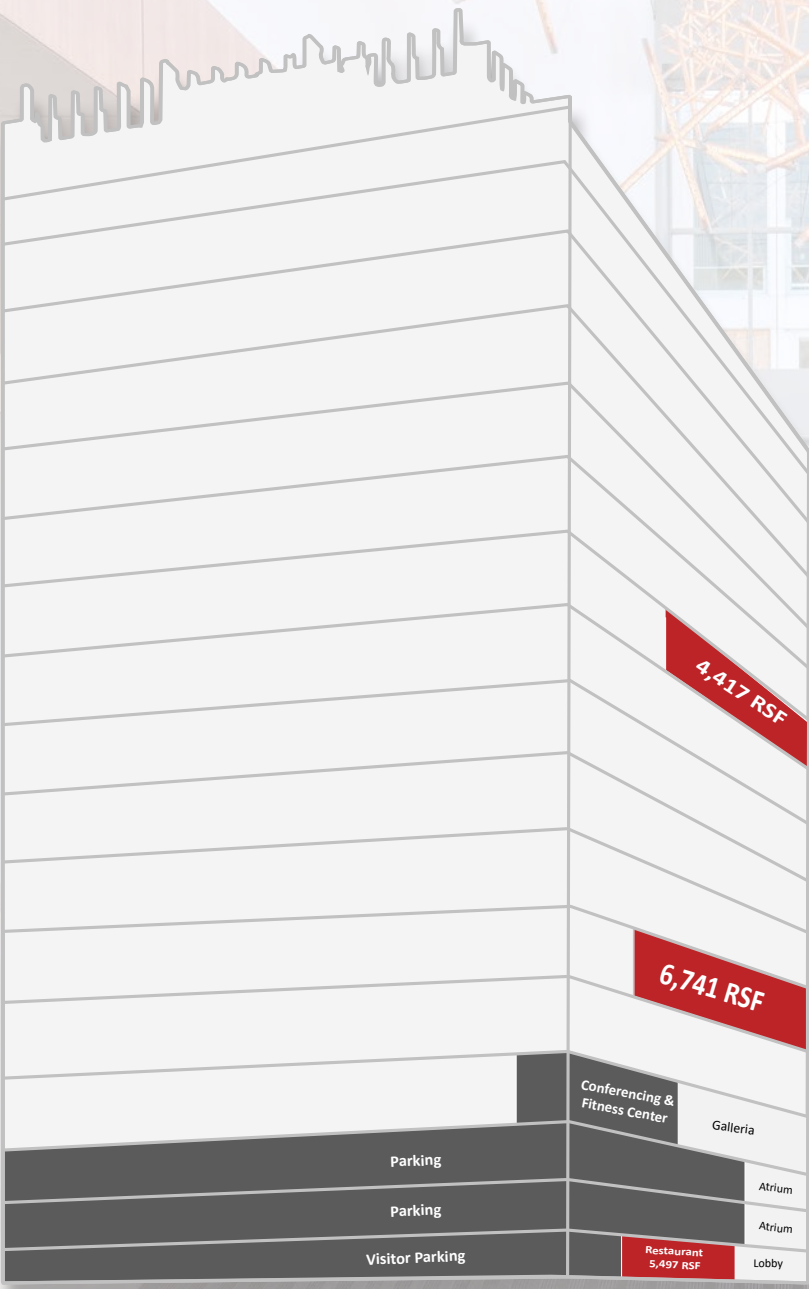 4,417 RSF
6,741 RSF
Conferencing &
Fitness Center
Galleria
Parking
Atrium
Parking
Atrium
Visitor Parking
Restaurant
5,497 RSF
Lobby